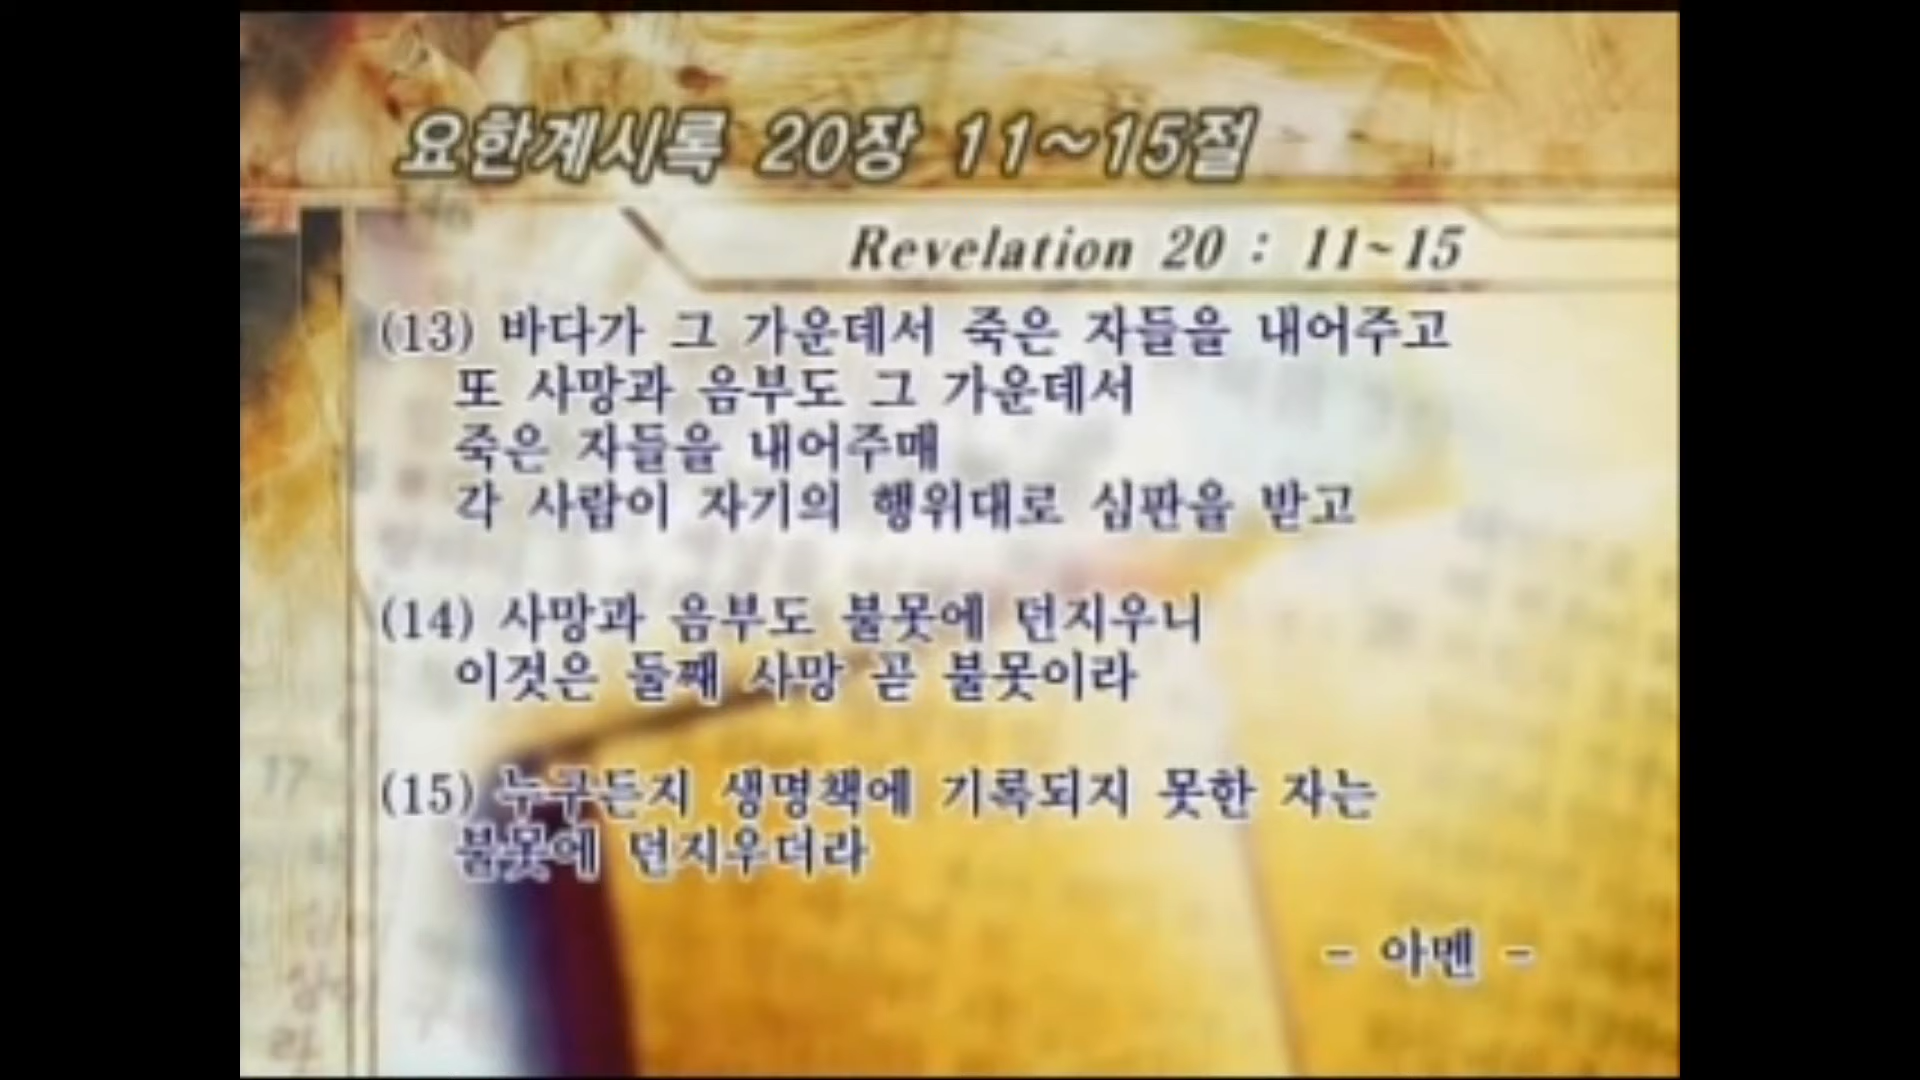 요한계시록 20장 11~15절
Revelation 20 : 11~15
(13) 바다가 그 가운데서 죽은 자들을 내어주고
또 사망과 음부도 그 가운데서
죽은 자들을 내어주매
각 사람이 자기의 행위대로 심판을 받고
(14) 사망과 음부도 불못에 던지우니
이것은 둘째 사망 곧 불못이라
(15) 누구든지 생명책에 기록되지 못한 자는
불못에 던지우더라
- 아멘 -